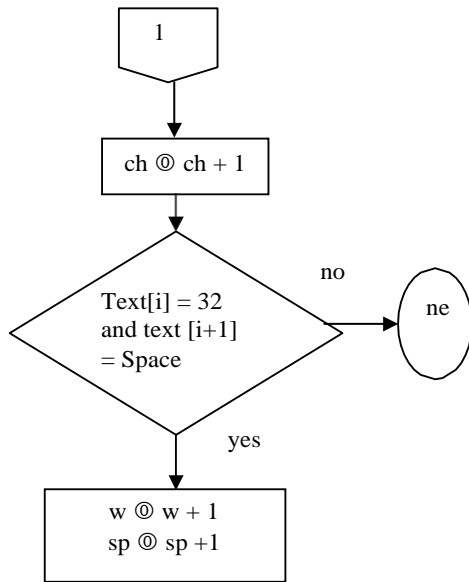 1
ch ⓪ ch + 1
no
Text[i] = 32
and text [i+1]
= Space
ne
yes
w ⓪ w + 1
sp ⓪ sp +1